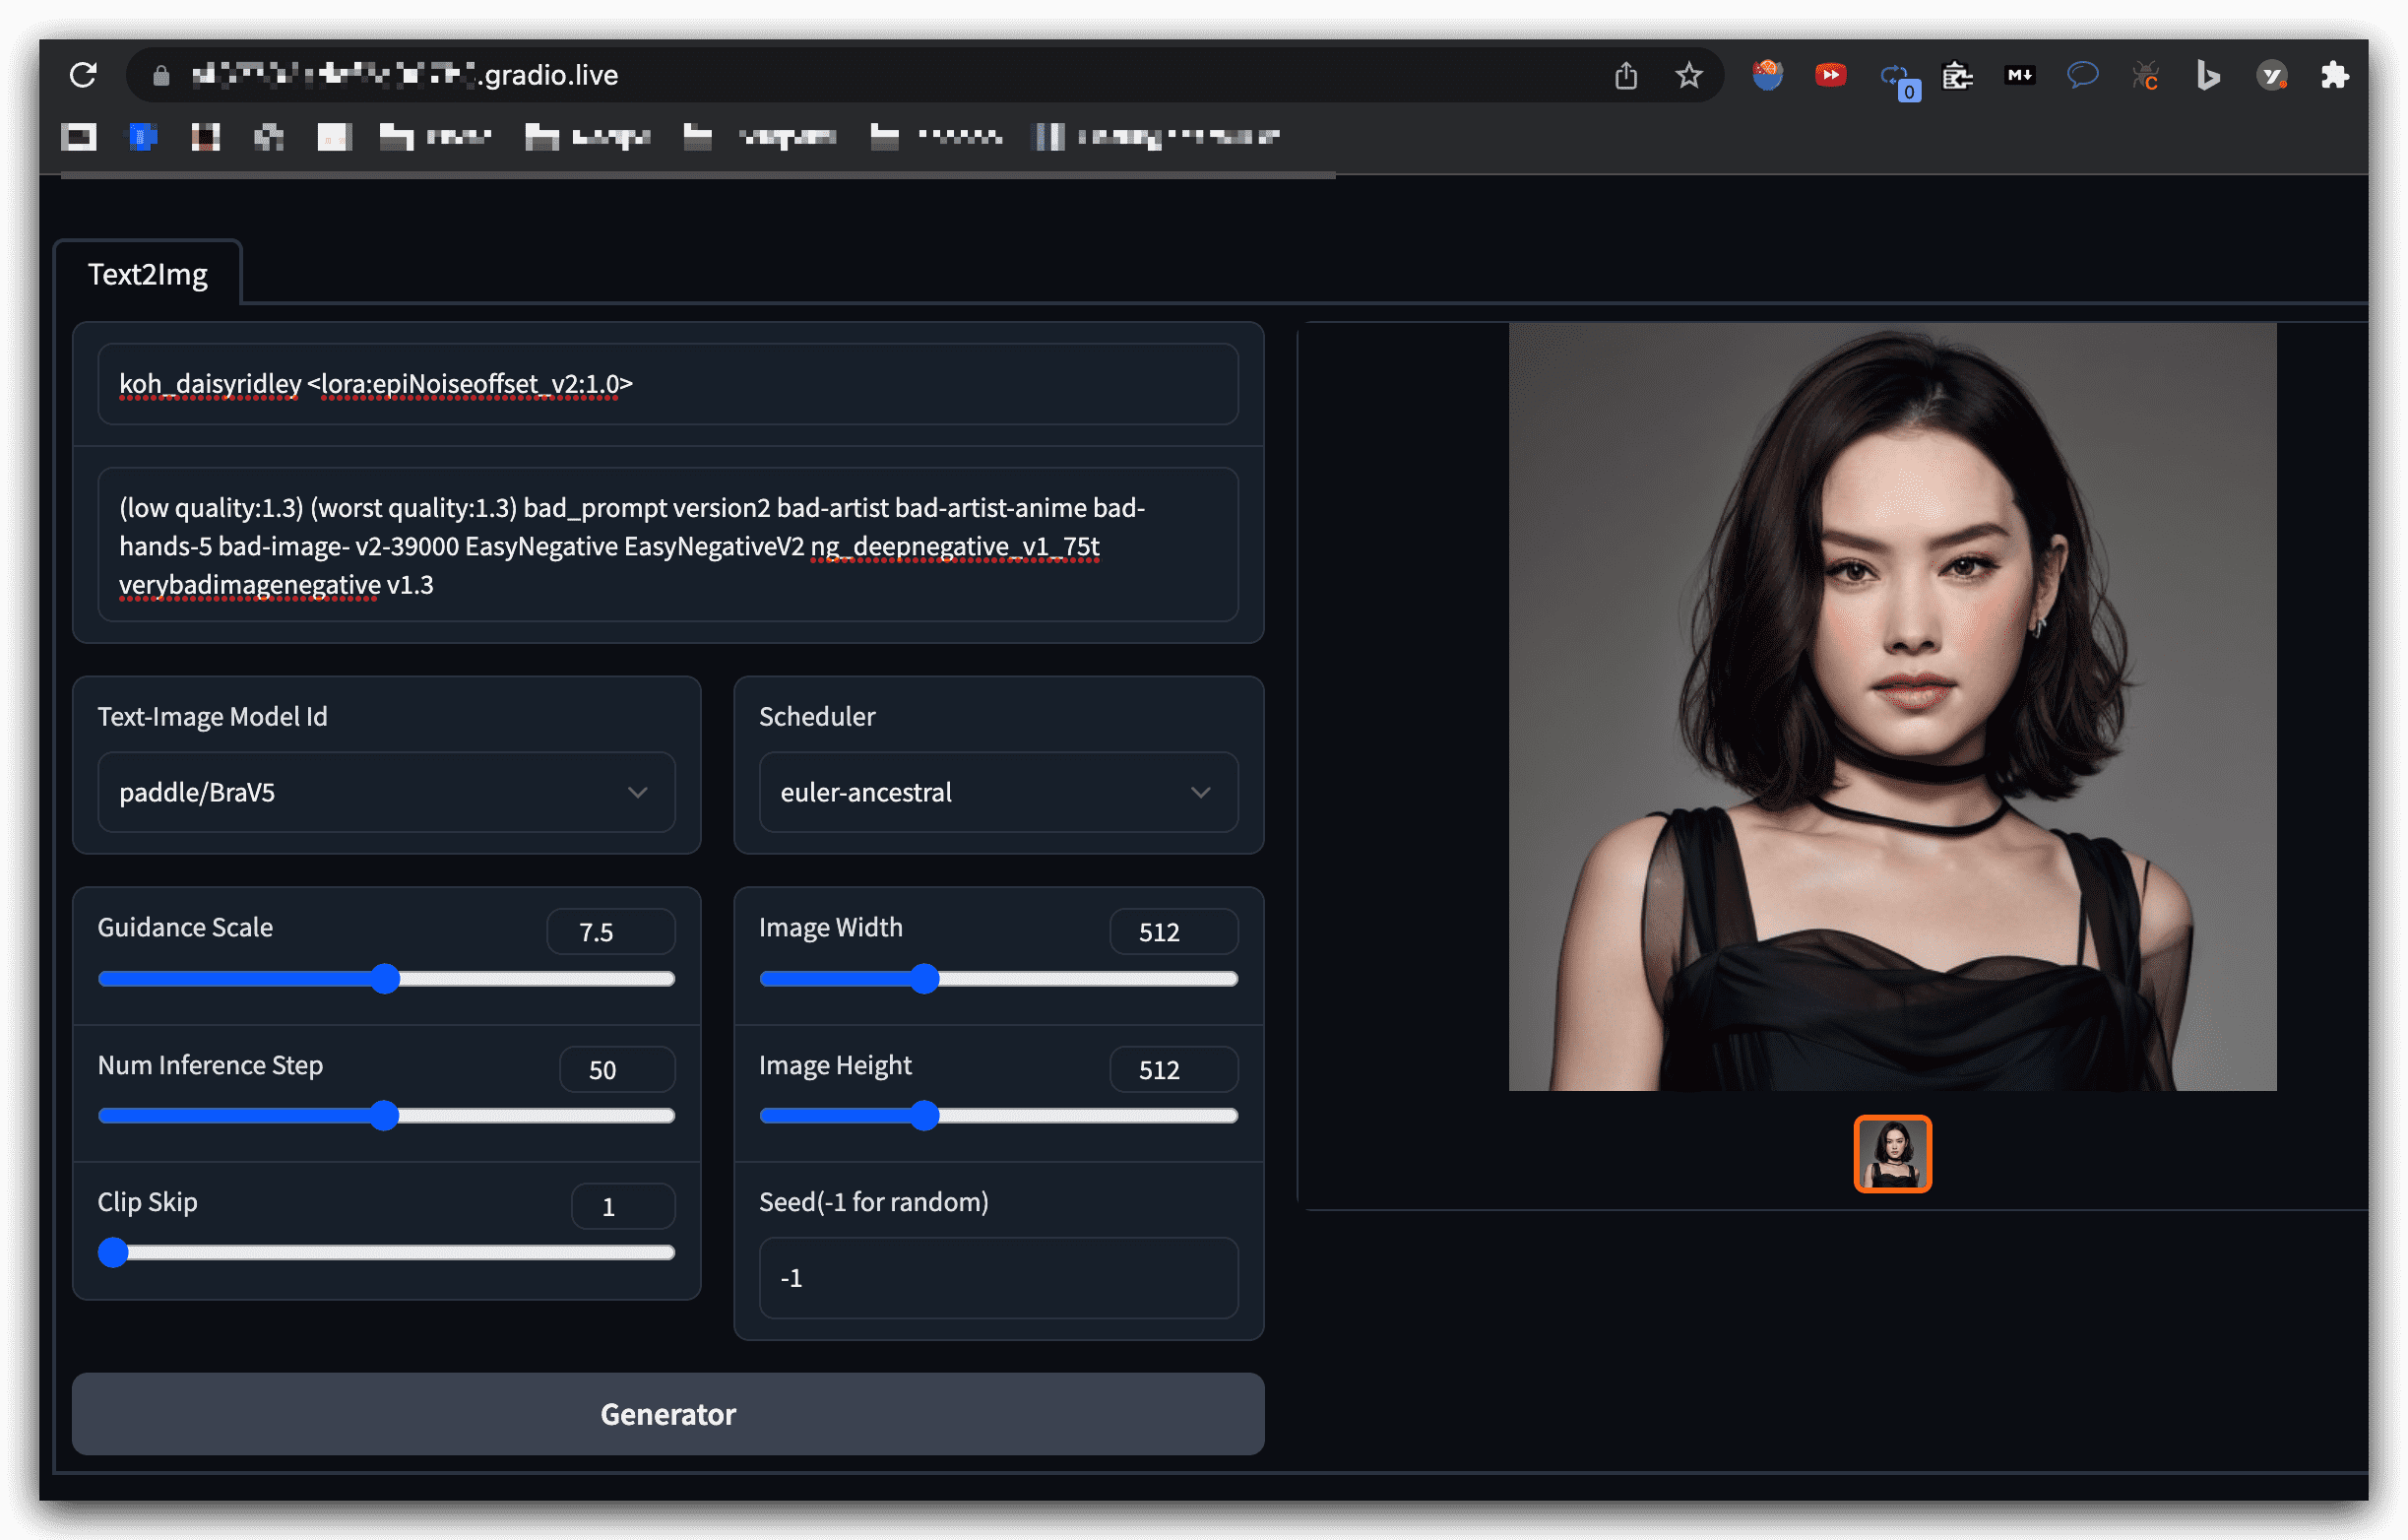 .gradio.live
0
M
C
y
Text2Img
koh_daisyridley <lora:epiNoiseoffset_v2:1.0>
(low quality:1.3) (worst quality:1.3) bad_prompt version2 bad-artist bad-artist-anime bad-
hands-5 bad-image- v2-39000 EasyNegative EasyNegativeV2 ng_deepnegative_v1_75t
verybadimagenegative v1.3
Text-Image Model Id
Scheduler
paddle/BraV5
euler-ancestral
Guidance Scale
7.5
Image Width
512
Num Inference Step
50
Image Height
512
Clip Skip
1
Seed(-1 for random)
-1
Generator